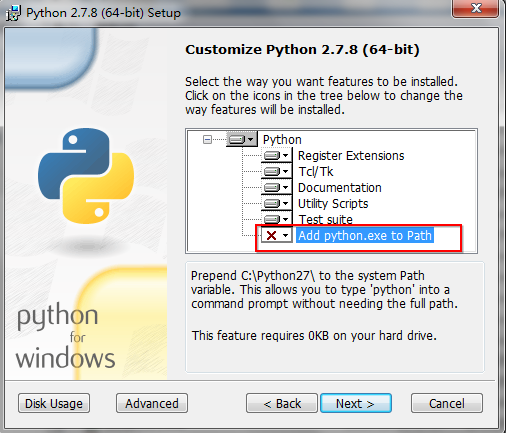 Python 2.7.8 (64-bit) Setup
Customize Python 2.7.8 (64-bit)
Select the way you want features to be installed.
Click on the icons in the tree below to change the
way features will be installed.
Python
Register Extensions
Tcl/Tk
Documentation
Utility Scripts
Test suite
Add python.exe to Path
Prepend C:\Python27\ to the system Path
variable. This allows you to type 'python' into a
command prompt without needing the full path.
This feature requires 0KB on your hard drive.
python
for
windows
Disk Usage
Advanced
< Back
Next >
Cancel